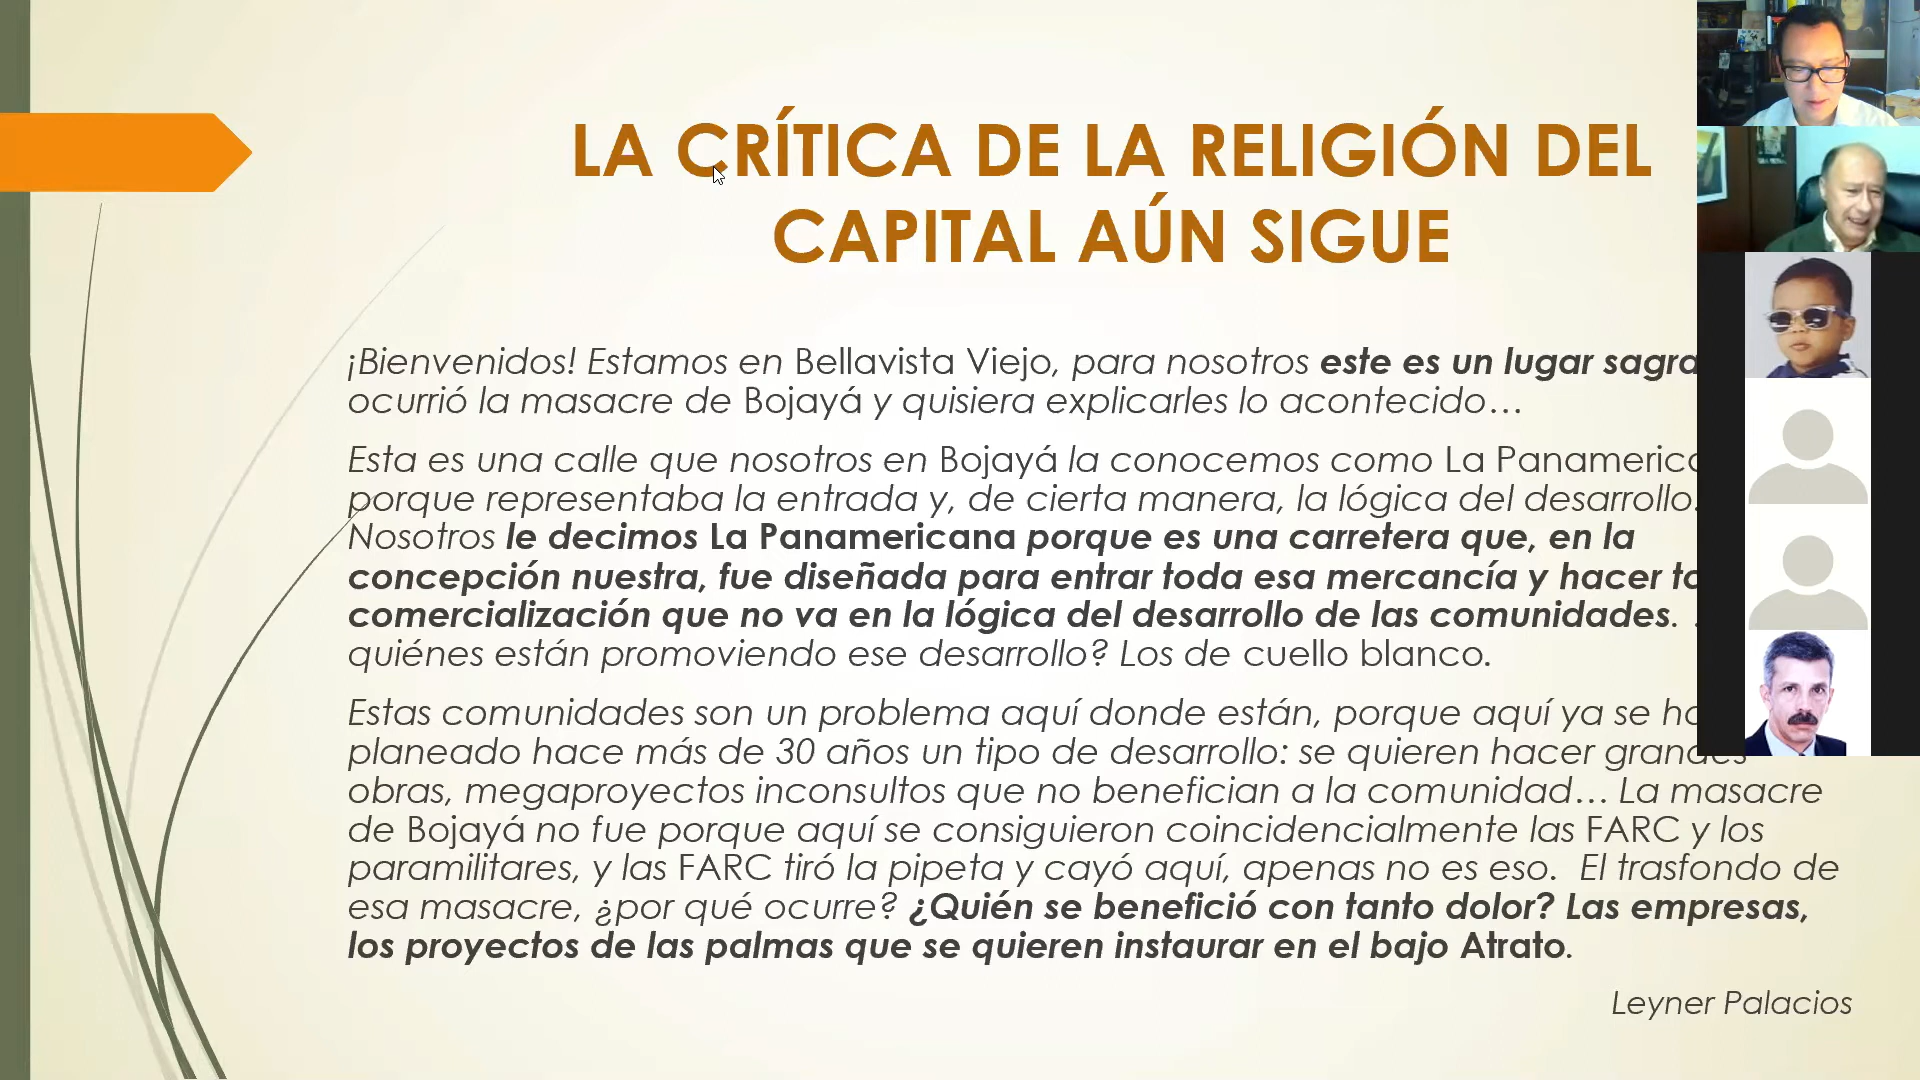 LA CRÍTICA DE LA RELIGIÓN DEL
CAPITAL AÚN SIGUE
¡Bienvenidos! Estamos en Bellavista Viejo, para nosotros este es un lugar
ocurrió la masacre de Bojayá y quisiera explicarles lo acontecido…
Esta es una calle que nosotros en Bojayá la conocemos como La
porque representaba la entrada y, de cierta manera, la lógica del desarrollo.
Nosotros le decimos La Panamericana porque es una carretera que, en la
concepción nuestra, fue diseñada para entrar toda esa mercancía y hacer
comercialización que no va en la lógica del desarrollo de las comunidades.
quiénes están promoviendo ese desarrollo? Los de cuello blanco.
Estas comunidades son un problema aquí donde están, porque aquí ya se
planeado hace más de 30 años un tipo de desarrollo: se quieren hacer grandes
obras, megaproyectos inconsultos que no benefician a la comunidad… La masacre
de Bojayá no fue porque aquí se consiguieron coincidencialmente las FARC y los
paramilitares, y las FARC tiró la pipeta y cayó aquí, apenas no es eso. El trasfondo de
esa masacre, ¿por qué ocurre? ¿Quién se benefició con tanto dolor? Las empresas,
los proyectos de las palmas que se quieren instaurar en el bajo Atrato.
Leyner Palacios